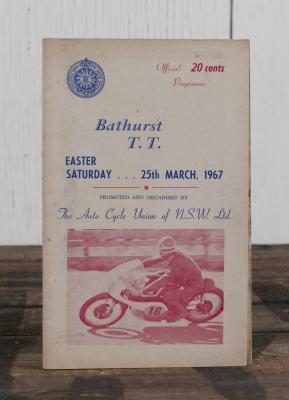 Official 20 cents
Programme
Bathurst
T. T.
EASTER
SATURDAY . . . 25th MARCH, 1967
PROMOTED AND ORGANISED BY
The Auto Cycle Union of N.S.W. Ltd.
16